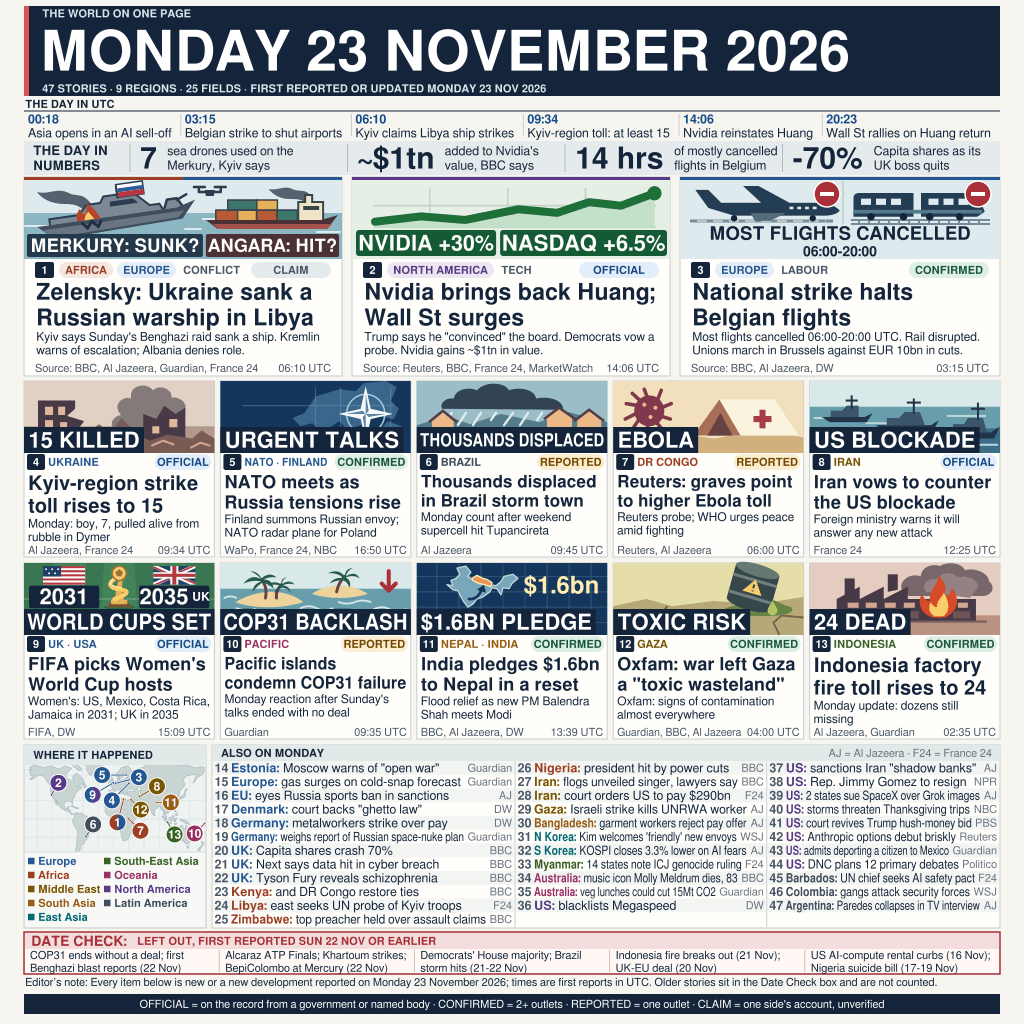 THE WORLD ON ONE PAGE
MONDAY 23 NOVEMBER 2026
47 STORIES · 9 REGIONS · 25 FIELDS · FIRST REPORTED OR UPDATED MONDAY 23 NOV 2026
THE DAY IN UTC
00:18
Asia opens in an AI sell-off
03:15
Belgian strike to shut airports
06:10
Kyiv claims Libya ship strikes
09:34
Kyiv-region toll: at least 15
14:06
Nvidia reinstates Huang
20:23
Wall St rallies on Huang return
THE DAY IN
NUMBERS
7
sea drones used on the
Merkury, Kyiv says
~$1tn
added to Nvidia's
value, BBC says
14 hrs
of mostly cancelled
flights in Belgium
-70%
Capita shares as its
UK boss quits
MERKURY: SUNK?
ANGARA: HIT?
1 AFRICA EUROPE CONFLICT CLAIM
Zelensky: Ukraine sank a
Russian warship in Libya
Kyiv says Sunday's Benghazi raid sank a ship. Kremlin
warns of escalation; Albania denies role.
Source: BBC, Al Jazeera, Guardian, France 24 06:10 UTC
NVIDIA +30%
NASDAQ +6.5%
2 NORTH AMERICA TECH OFFICIAL
Nvidia brings back Huang;
Wall St surges
Trump says he "convinced" the board. Democrats vow a
probe. Nvidia gains ~$1tn in value.
Source: Reuters, BBC, France 24, MarketWatch 14:06 UTC
MOST FLIGHTS CANCELLED
06:00-20:00
3 EUROPE LABOUR CONFIRMED
National strike halts
Belgian flights
Most flights cancelled 06:00-20:00 UTC. Rail disrupted.
Unions march in Brussels against EUR 10bn in cuts.
Source: BBC, Al Jazeera, DW 03:15 UTC
15 KILLED
4 UKRAINE OFFICIAL
Kyiv-region strike
toll rises to 15
Monday: boy, 7, pulled alive from
rubble in Dymer
Al Jazeera, France 24 09:34 UTC
URGENT TALKS
5 NATO · FINLAND CONFIRMED
NATO meets as
Russia tensions rise
Finland summons Russian envoy;
NATO radar plane for Poland
WaPo, France 24, NBC 16:50 UTC
THOUSANDS DISPLACED
6 BRAZIL REPORTED
Thousands displaced
in Brazil storm town
Monday count after weekend
supercell hit Tupancireta
Al Jazeera 09:45 UTC
EBOLA
7 DR CONGO REPORTED
Reuters: graves point
to higher Ebola toll
Reuters probe; WHO urges peace
amid fighting
Reuters, Al Jazeera 06:00 UTC
US BLOCKADE
8 IRAN OFFICIAL
Iran vows to counter
the US blockade
Foreign ministry warns it will
answer any new attack
France 24 12:25 UTC
2031
2035 UK
WORLD CUPS SET
9 UK · USA OFFICIAL
FIFA picks Women's
World Cup hosts
Women's: US, Mexico, Costa Rica,
Jamaica in 2031; UK in 2035
FIFA, DW 15:09 UTC
COP31 BACKLASH
10 PACIFIC REPORTED
Pacific islands
condemn COP31 failure
Monday reaction after Sunday's
talks ended with no deal
Guardian 09:35 UTC
$1.6bn
$1.6BN PLEDGE
11 NEPAL · INDIA CONFIRMED
India pledges $1.6bn
to Nepal in a reset
Flood relief as new PM Balendra
Shah meets Modi
BBC, Al Jazeera, DW 13:39 UTC
TOXIC RISK
12 GAZA CONFIRMED
Oxfam: war left Gaza
a "toxic wasteland"
Oxfam: signs of contamination
almost everywhere
Guardian, BBC, Al Jazeera 04:00 UTC
24 DEAD
13 INDONESIA CONFIRMED
Indonesia factory
fire toll rises to 24
Monday update: dozens still
missing
Al Jazeera, Guardian 02:35 UTC
WHERE IT HAPPENED
2
5
3
8
9
4
12
11
6
1
7
13
10
Europe
South-East Asia
Africa
Oceania
Middle East
North America
South Asia
Latin America
East Asia
ALSO ON MONDAY
AJ = Al Jazeera · F24 = France 24
14 Estonia: Moscow warns of "open war" Guardian
15 Europe: gas surges on cold-snap forecast Guardian
16 EU: eyes Russia sports ban in sanctions AJ
17 Denmark: court backs "ghetto law" DW
18 Germany: metalworkers strike over pay DW
19 Germany: weighs report of Russian space-nuke plan Guardian
20 UK: Capita shares crash 70% BBC
21 UK: Next says data hit in cyber breach BBC
22 UK: Tyson Fury reveals schizophrenia BBC
23 Kenya: and DR Congo restore ties BBC
24 Libya: east seeks UN probe of Kyiv troops F24
25 Zimbabwe: top preacher held over assault claims BBC
26 Nigeria: president hit by power cuts BBC
27 Iran: flogs unveiled singer, lawyers say BBC
28 Iran: court orders US to pay $290bn F24
29 Gaza: Israeli strike kills UNRWA worker AJ
30 Bangladesh: garment workers reject pay offer AJ
31 N Korea: Kim welcomes 'friendly' new envoys WSJ
32 S Korea: KOSPI closes 3.3% lower on AI fears AJ
33 Myanmar: 14 states note ICJ genocide ruling F24
34 Australia: music icon Molly Meldrum dies, 83 BBC
35 Australia: veg lunches could cut 15Mt CO2 Guardian
36 US: blacklists Megaspeed DW
37 US: sanctions Iran "shadow banks" AJ
38 US: Rep. Jimmy Gomez to resign NPR
39 US: 2 states sue SpaceX over Grok images AJ
40 US: storms threaten Thanksgiving trips NBC
41 US: court revives Trump hush-money bid PBS
42 US: Anthropic options debut briskly Reuters
43 US: admits deporting a citizen to Mexico Guardian
44 US: DNC plans 12 primary debates Politico
45 Barbados: UN chief seeks AI safety pact F24
46 Colombia: gangs attack security forces WSJ
47 Argentina: Paredes collapses in TV interview AJ
DATE CHECK: LEFT OUT, FIRST REPORTED SUN 22 NOV OR EARLIER
COP31 ends without a deal; first
Benghazi blast reports (22 Nov)
Alcaraz ATP Finals; Khartoum strikes;
BepiColombo at Mercury (22 Nov)
Democrats' House majority; Brazil
storm hits (21-22 Nov)
Indonesia fire breaks out (21 Nov);
UK-EU deal (20 Nov)
US AI-compute rental curbs (16 Nov);
Nigeria suicide bill (17-19 Nov)
Editor's note: Every item below is new or a new development reported on Monday 23 November 2026; times are first reports in UTC. Older stories sit in the Date Check box and are not counted.
OFFICIAL = on the record from a government or named body · CONFIRMED = 2+ outlets · REPORTED = one outlet · CLAIM = one side's account, unverified